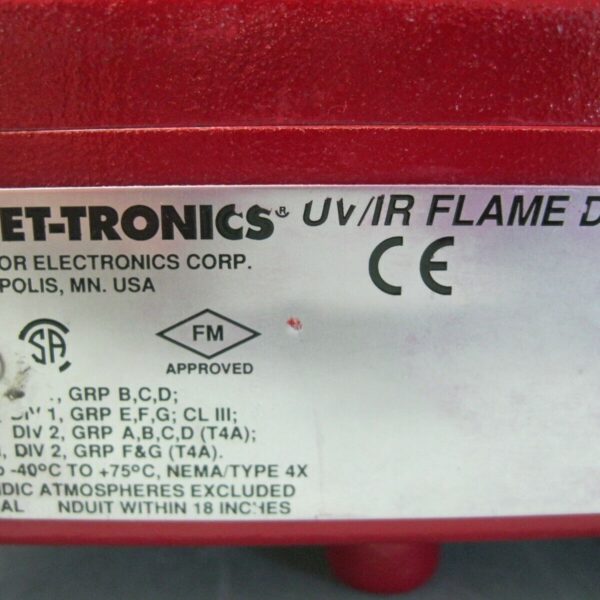 ET-TRONICS® UV/IR FLAME D
OR ELECTRONICS CORP.
POLIS, MN. USA
CE
SA
FM
APPROVED
GRP B,C,D;
DIV 1, GRP E,F,G; CL III;
DIV 2, GRP A,B,C,D (T4A);
DIV 2, GRP F&G (T4A).
-40°C TO +75°C, NEMA/TYPE 4X
IDIC ATMOSPHERES EXCLUDED
AL NDUIT WITHIN 18 INCHES